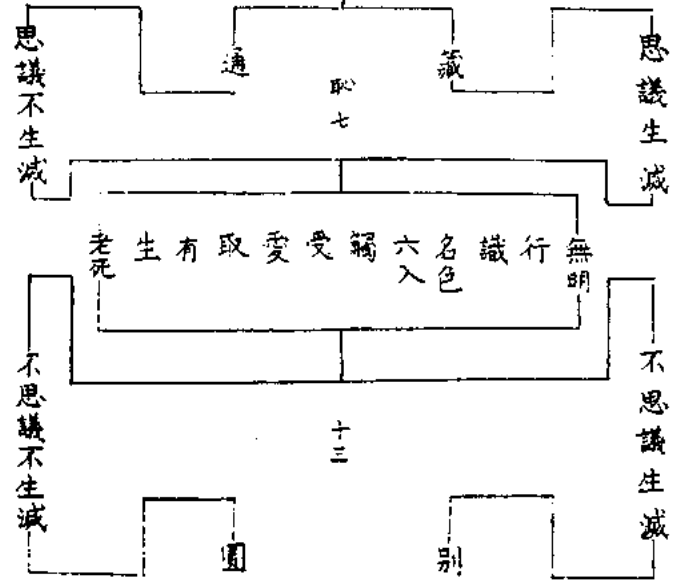 思議生滅
藏
通
思議不生滅
恥七
無明
行
識
名色
六入
觸
受
愛
取
有
生
老死
不思議生滅
別
十三
圓
不思議不生滅